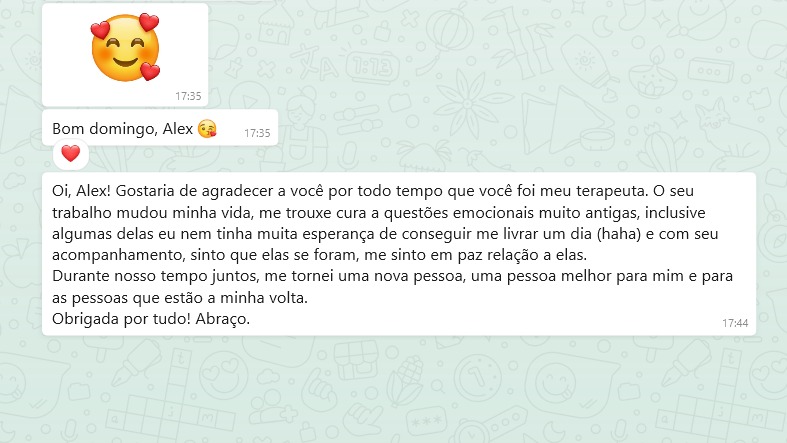 17:35
Bom domingo, Alex 😘
17:35
Oi, Alex! Gostaria de agradecer a você por todo tempo que você foi meu terapeuta. O seu
trabalho mudou minha vida, me trouxe cura a questões emocionais muito antigas, inclusive
algumas delas eu nem tinha muita esperança de conseguir me livrar um dia (haha) e com seu
acompanhamento, sinto que elas se foram, me sinto em paz relação a elas.
Durante nosso tempo juntos, me tornei uma nova pessoa, uma pessoa melhor para mim e para
as pessoas que estão a minha volta.
Obrigada por tudo! Abraço.
17:44